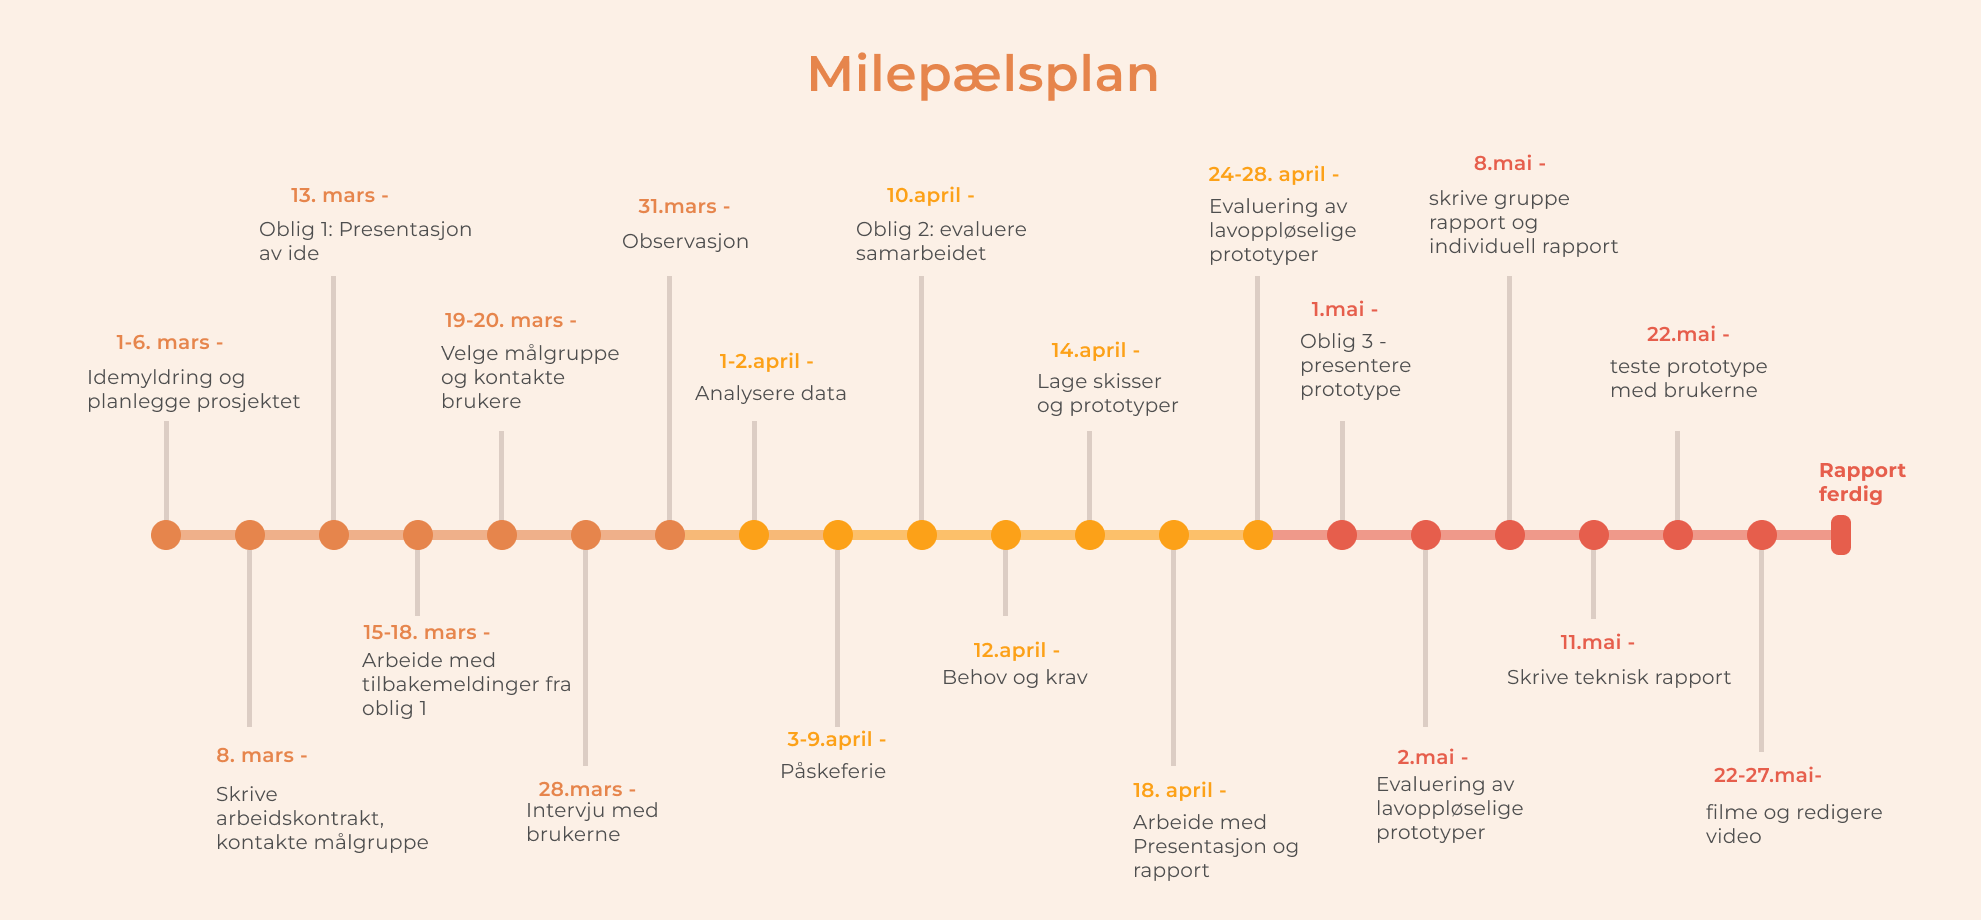 Milepælsplan
1-6. mars -
Idemyldring og
planlegge prosjektet
8. mars -
Skrive
arbeidskontrakt,
kontakte målgruppe
13. mars -
Oblig 1: Presentasjon
av ide
15-18. mars -
Arbeide med
tilbakemeldinger fra
oblig 1
19-20. mars -
Velge målgruppe
og kontakte
brukere
28.mars -
Intervju med
brukerne
31.mars -
Observasjon
1-2.april -
Analysere data
3-9.april -
Påskeferie
10.april -
Oblig 2: evaluere
samarbeidet
12.april -
Behov og krav
14.april -
Lage skisser
og prototyper
18. april -
Arbeide med
Presentasjon og
rapport
24-28. april -
Evaluering av
lavoppløselige
prototyper
1.mai -
Oblig 3 -
presentere
prototype
2.mai -
Evaluering av
lavoppløselige
prototyper
8.mai -
skrive gruppe
rapport og
individuell rapport
11.mai -
Skrive teknisk rapport
22.mai -
teste prototype
med brukerne
22-27.mai-
filme og redigere
video
Rapport
ferdig